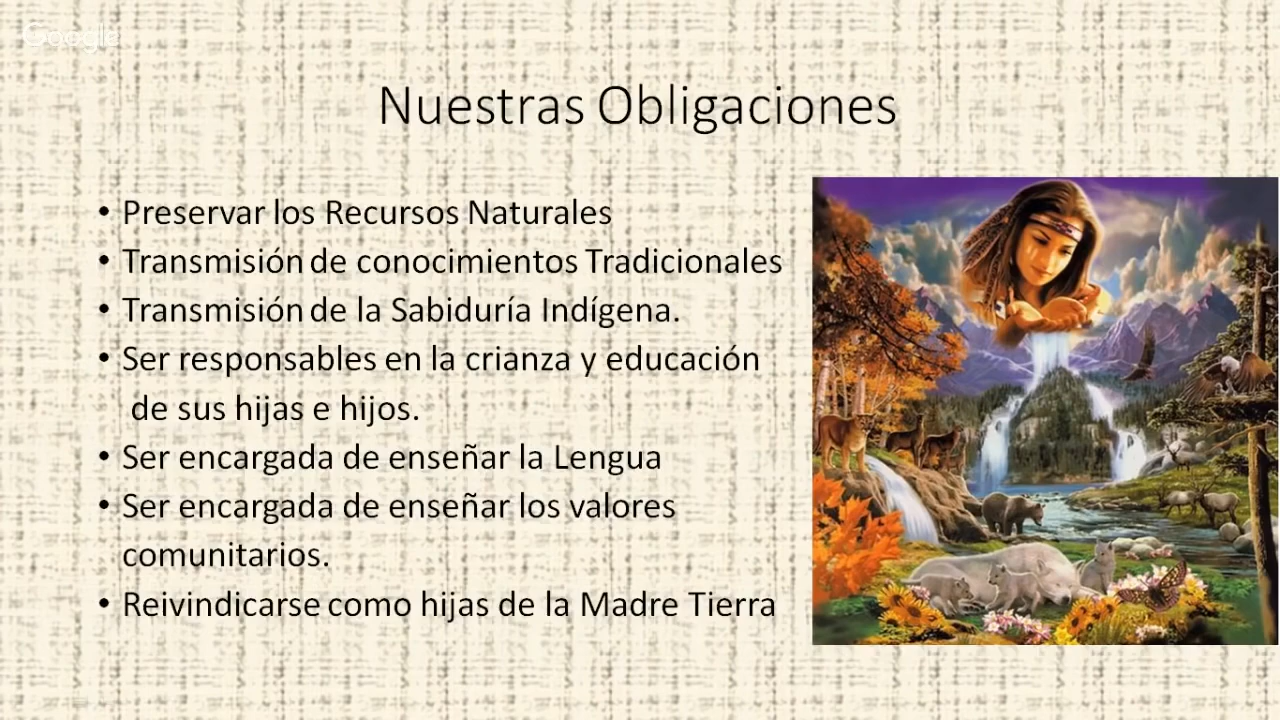 Google
Nuestras Obligaciones
• Preservar los Recursos Naturales
• Transmisión de conocimientos Tradicionales
• Transmisión de la Sabiduría Indígena.
• Ser responsables en la crianza y educación
de sus hijas e hijos.
• Ser encargada de enseñar la Lengua
• Ser encargada de enseñar los valores
comunitarios.
• Reivindicarse como hijas de la Madre Tierra